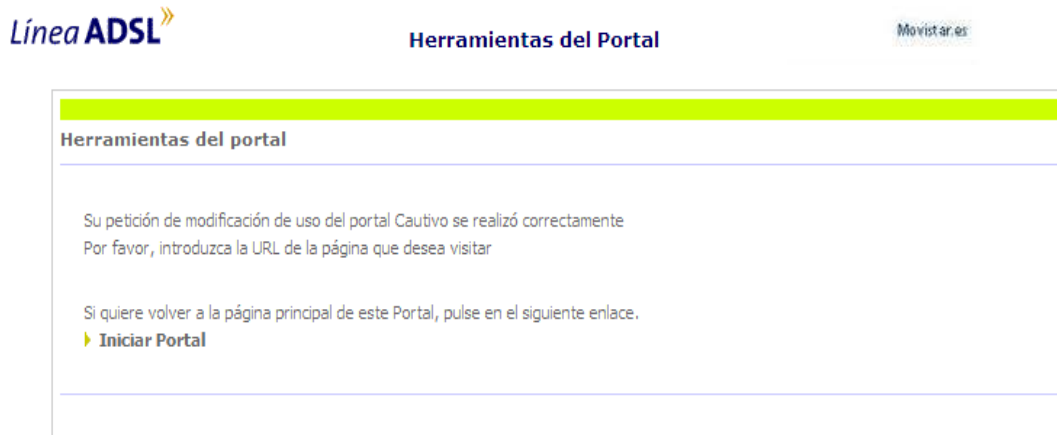 Línea ADSL»
Herramientas del Portal
Movistar.es
Herramientas del portal
Su petición de modificación de uso del portal Cautivo se realizó correctamente
Por favor, introduzca la URL de la página que desea visitar
Si quiere volver a la página principal de este Portal, pulse en el siguiente enlace.
Iniciar Portal